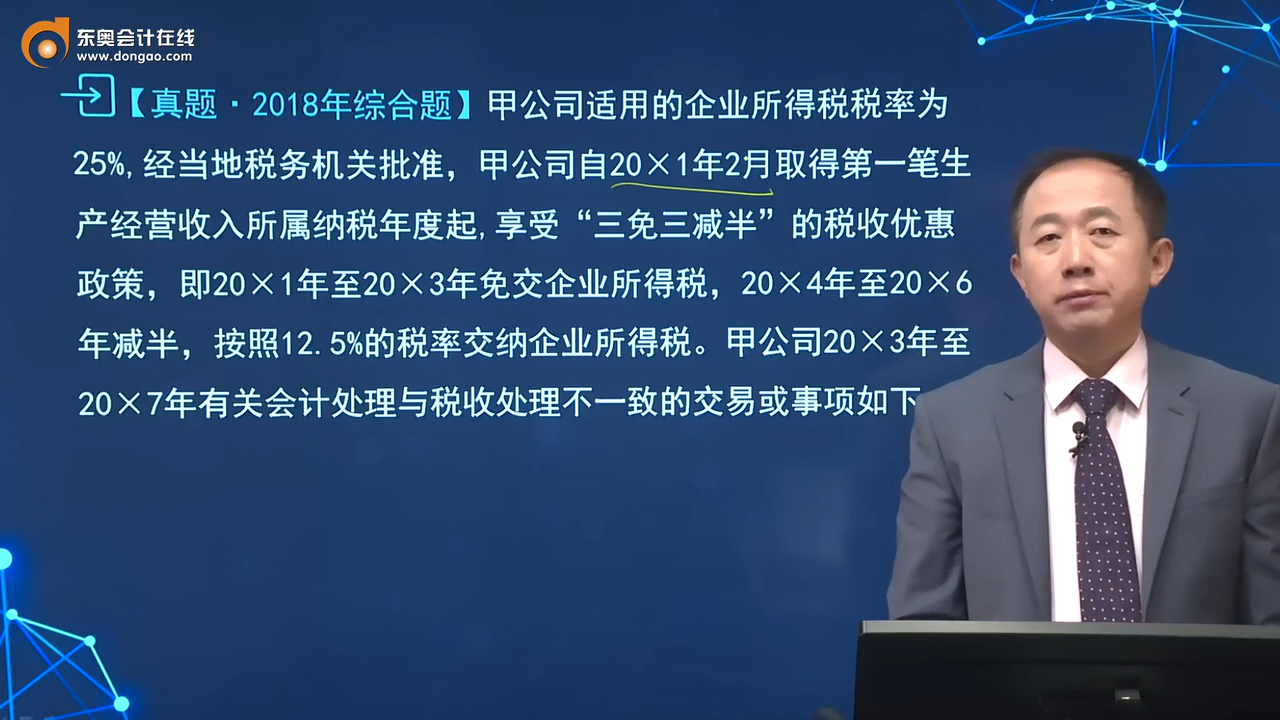 东奥会计在线
www.dongao.com
【真题·2018年综合题】甲公司适用的企业所得税税率为
25%,经当地税务机关批准，甲公司自20×1年2月取得第一笔生
产经营收入所属纳税年度起,享受“三免三减半”的税收优惠
政策，即20×1年至20×3年免交企业所得税，20×4年至20×6
年减半，按照12.5%的税率交纳企业所得税。甲公司20×3年至
20×7年有关会计处理与税收处理不一致的交易或事项如下